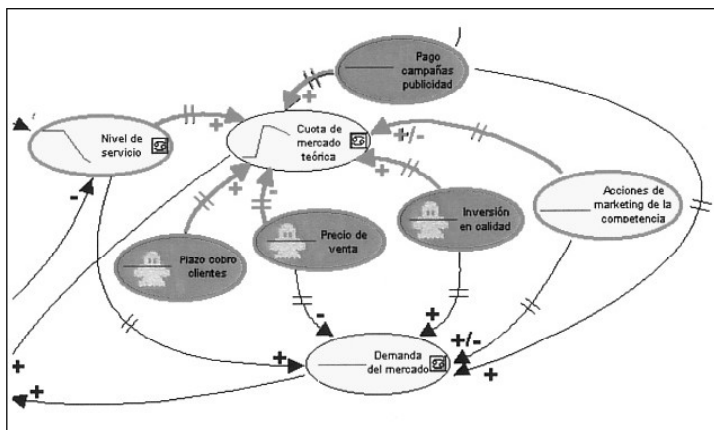 Pago
campañas
publicidad
+
Nivel de
servicio
+
Cuota de
mercado
teórica
+/-
+
-
+
-
Plazo cobro
clientes
Precio de
venta
Inversión
en calidad
Acciones de
marketing de la
competencia
-
+
+/-
+
+
+
Demanda
del mercado
+